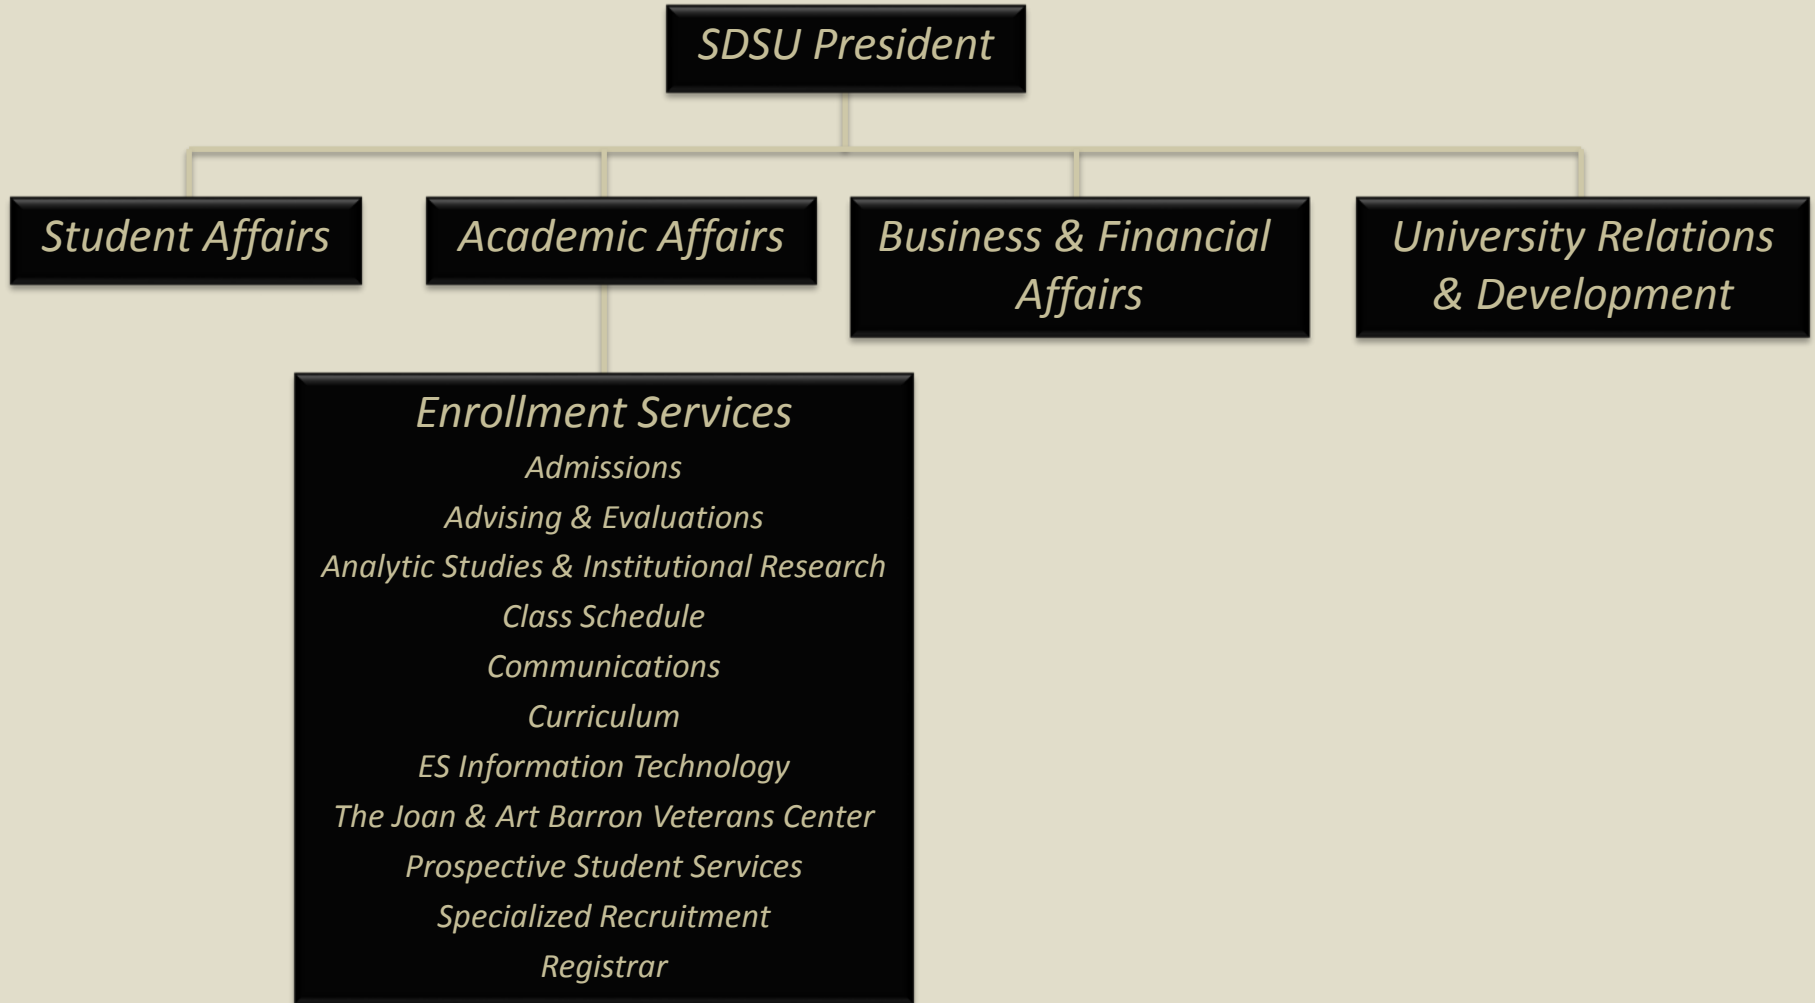 SDSU President
Student Affairs
Academic Affairs
Business & Financial
Affairs
University Relations
& Development
Enrollment Services
Admissions
Advising & Evaluations
Analytic Studies & Institutional Research
Class Schedule
Communications
Curriculum
ES Information Technology
The Joan & Art Barron Veterans Center
Prospective Student Services
Specialized Recruitment
Registrar